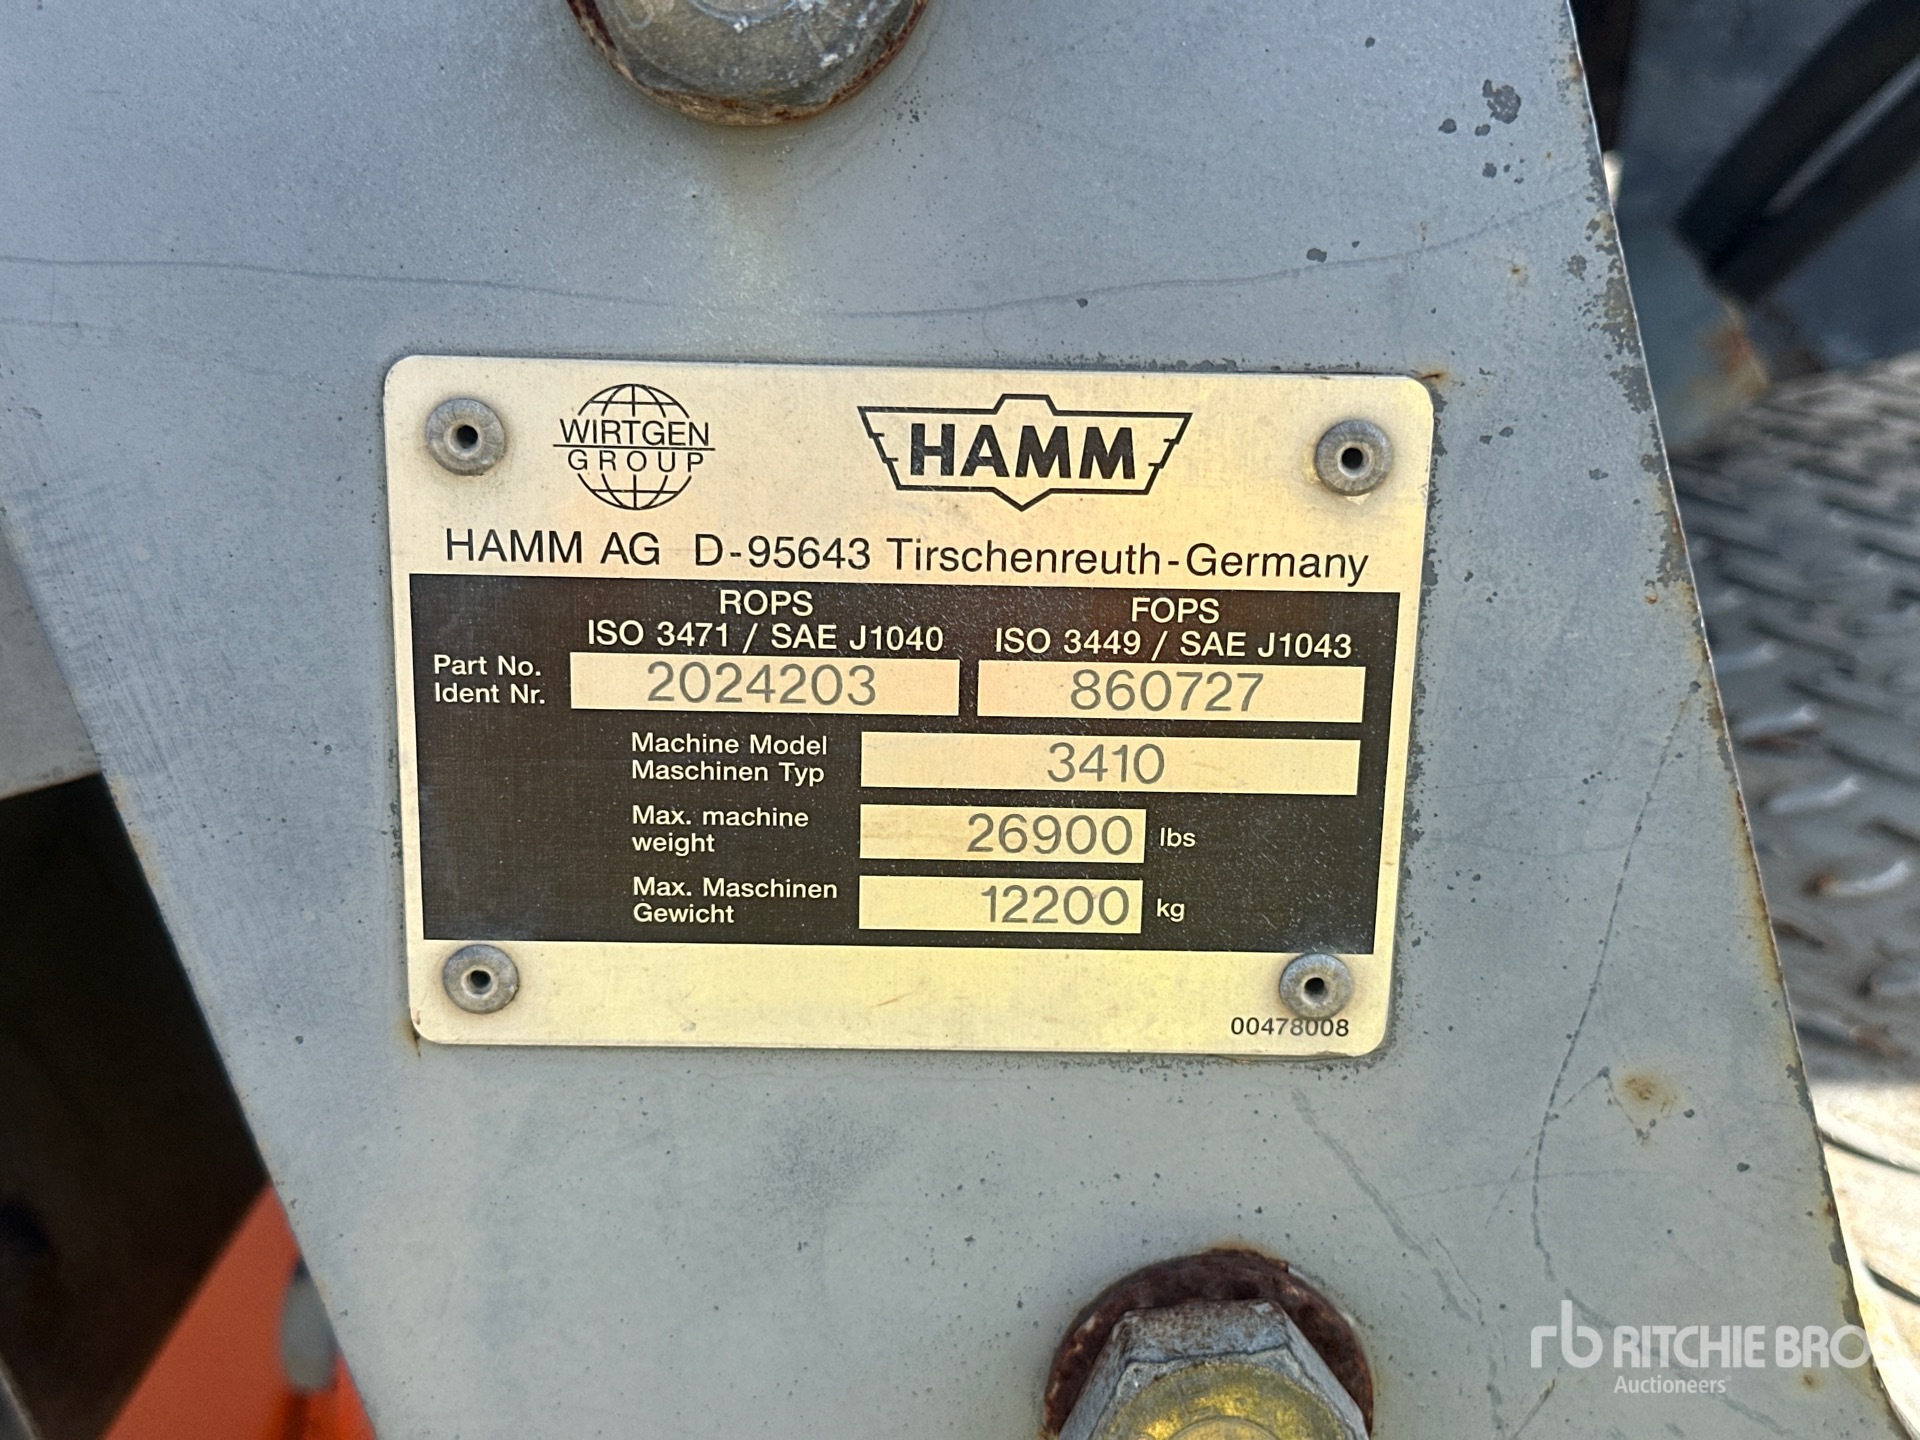 WIRTGEN
GROUP
HAMM
HAMM AG D-95643 Tirschenreuth-Germany
ROPS
ISO 3471 / SAE J1040
FOPS
ISO 3449 / SAE J1043
Part No.
Ident Nr.
2024203
860727
Machine Model
Maschinen Typ
3410
Max. machine
weight
26900 lbs
Max. Maschinen
Gewicht
12200 kg
00478008
rb RITCHIE BRO
Auctioneers